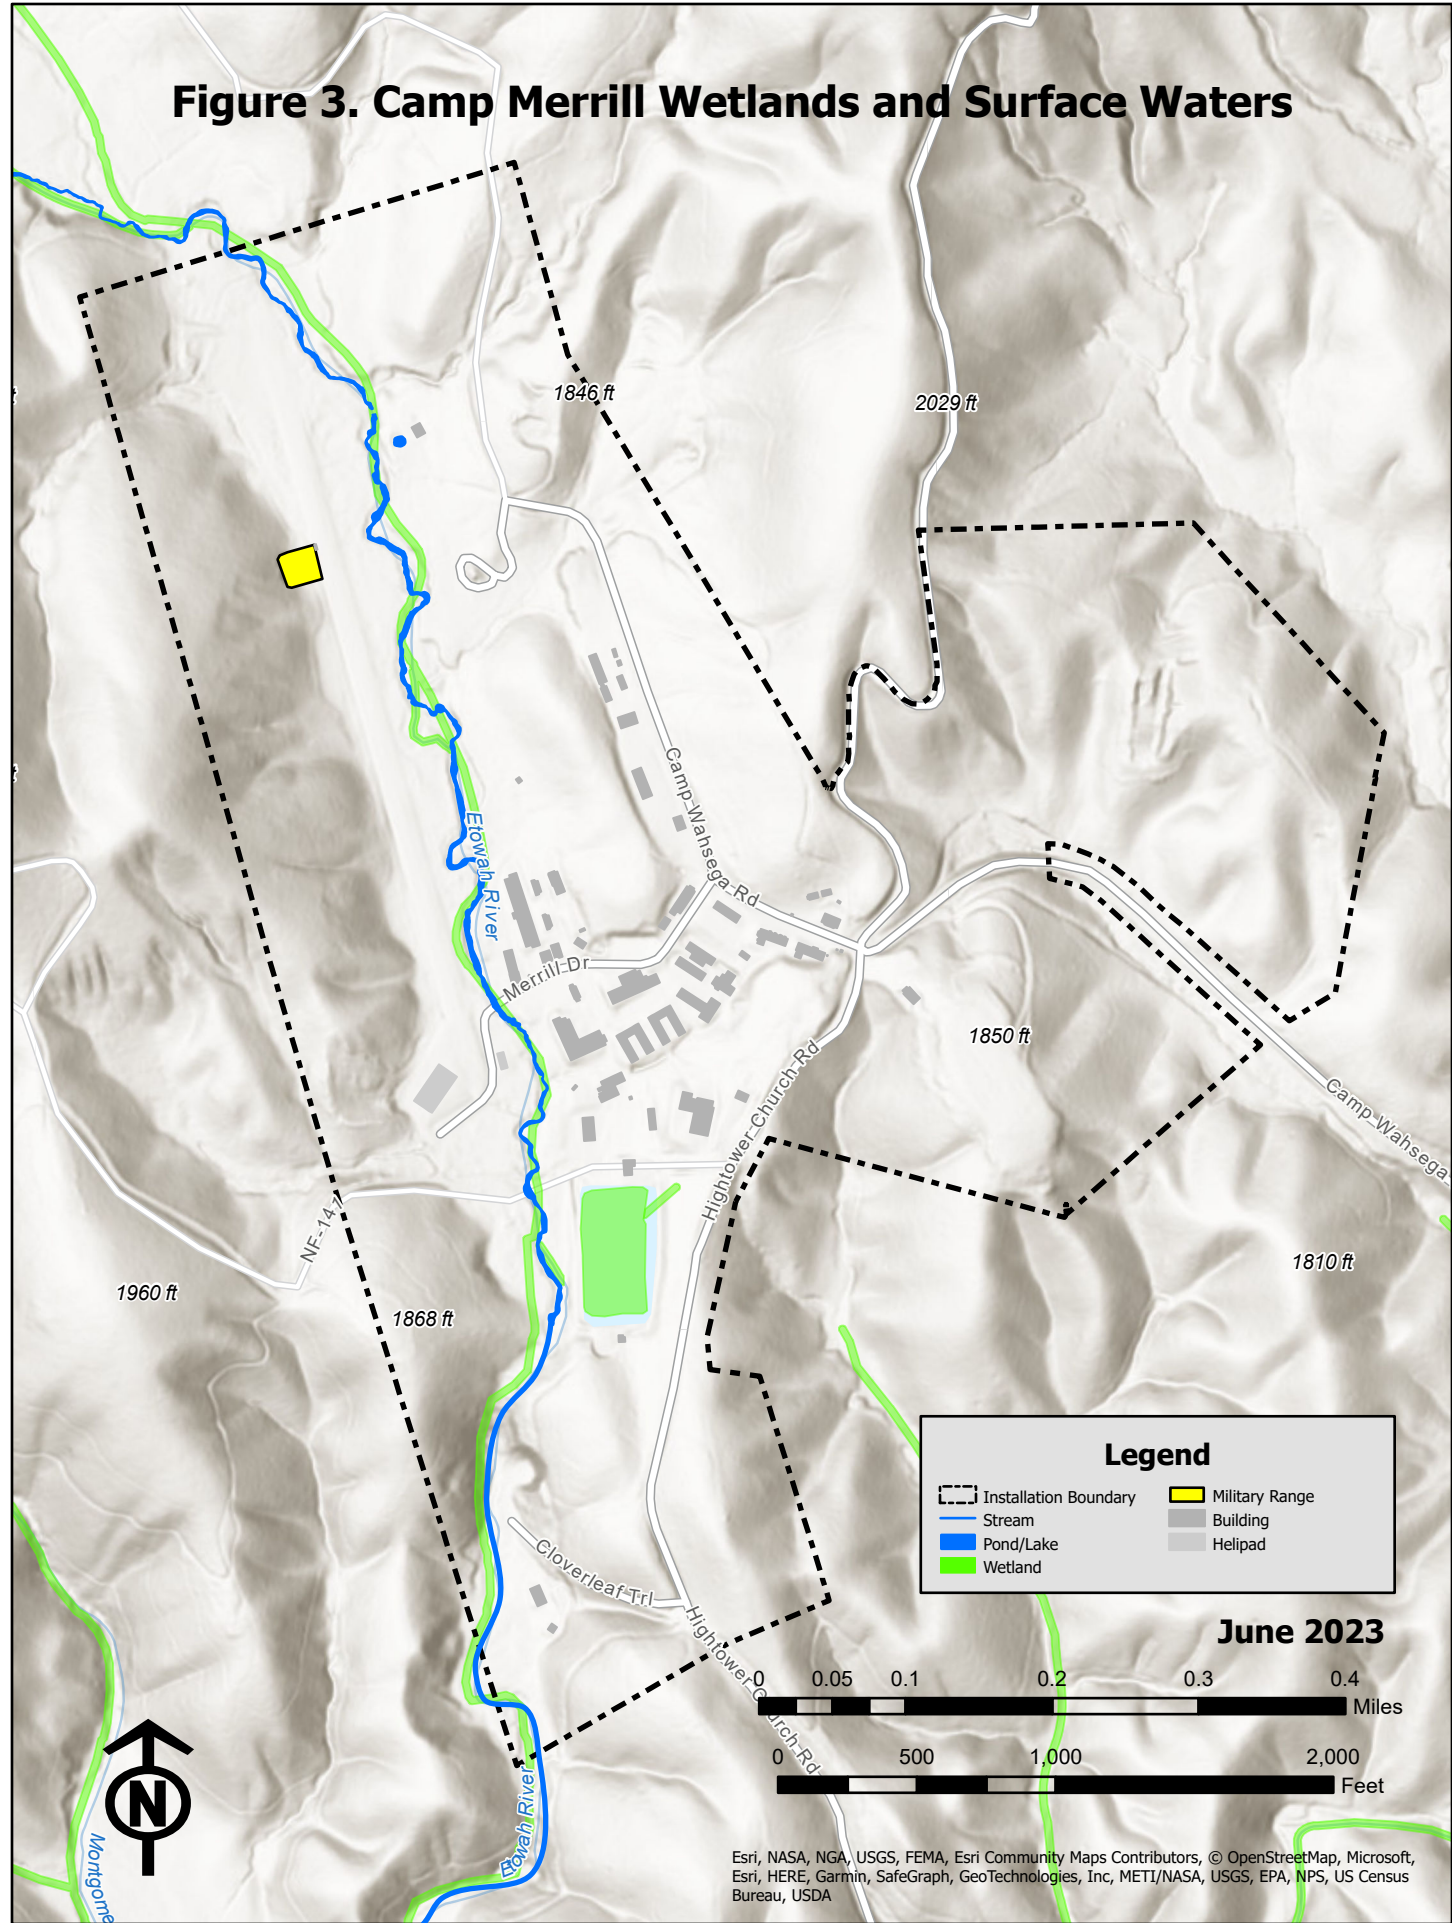 Figure 3. Camp Merrill Wetlands and Surface Waters
1846 ft
2029 ft
Camp Wahsega Rd
Etowah River
Merrill Dr
1850 ft
Hightower Church Rd
Camp Wahsega
NF-14
1960 ft
1868 ft
1810 ft
Legend
Installation Boundary
Stream
Pond/Lake
Wetland
Military Range
Building
Helipad
Cloverleaf Trl
Hightower Church Rd
June 2023
0 0.05 0.1 0.2 0.3 0.4
Miles
0 500 1,000 2,000
Feet
N
Etowah River
Montgome
Esri, NASA, NGA, USGS, FEMA, Esri Community Maps Contributors, © OpenStreetMap, Microsoft,
Esri, HERE, Garmin, SafeGraph, GeoTechnologies, Inc, METI/NASA, USGS, EPA, NPS, US Census
Bureau, USDA